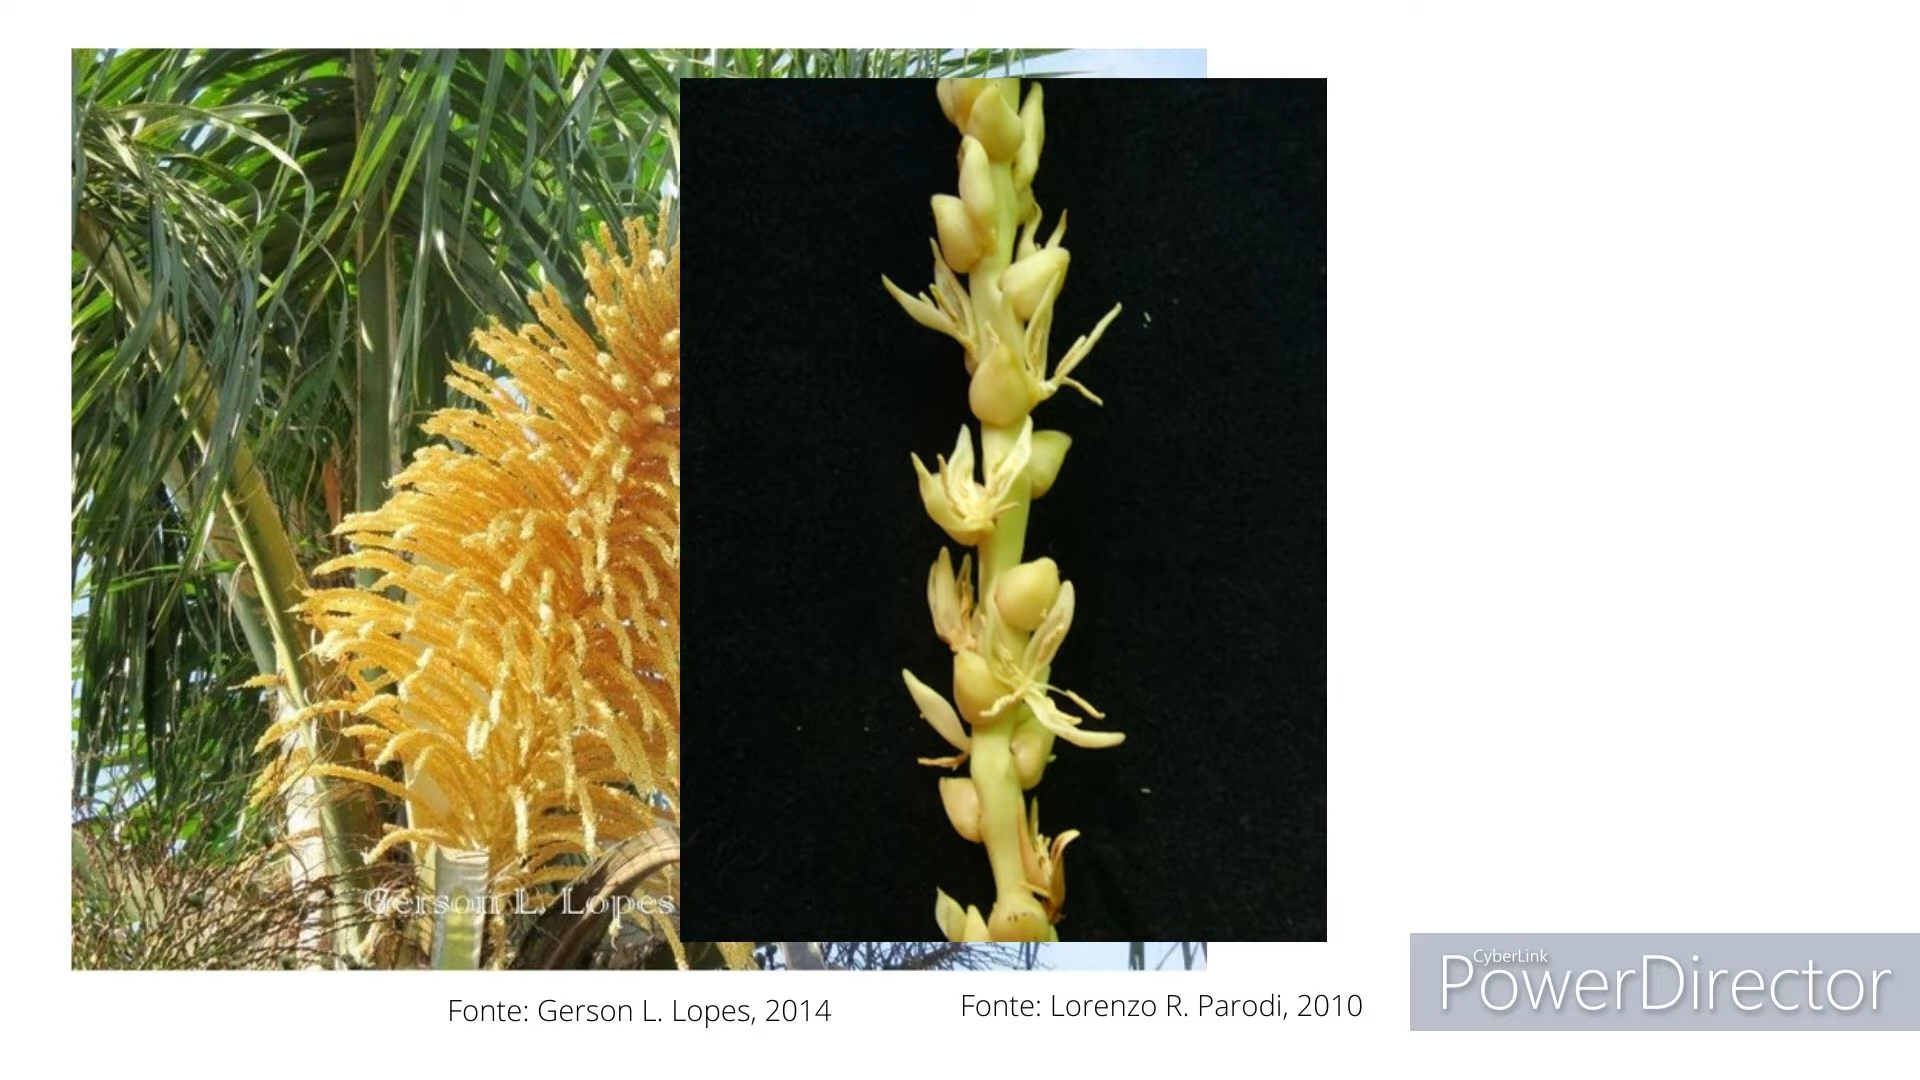 Gerson L. Lopes
Fonte: Gerson L. Lopes, 2014
Fonte: Lorenzo R. Parodi, 2010
CyberLink
PowerDirector